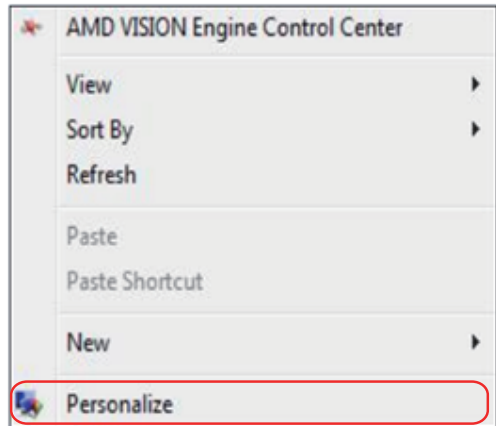 AMD VISION Engine Control Center
View
Sort By
Refresh
Paste
Paste Shortcut
New
Personalize